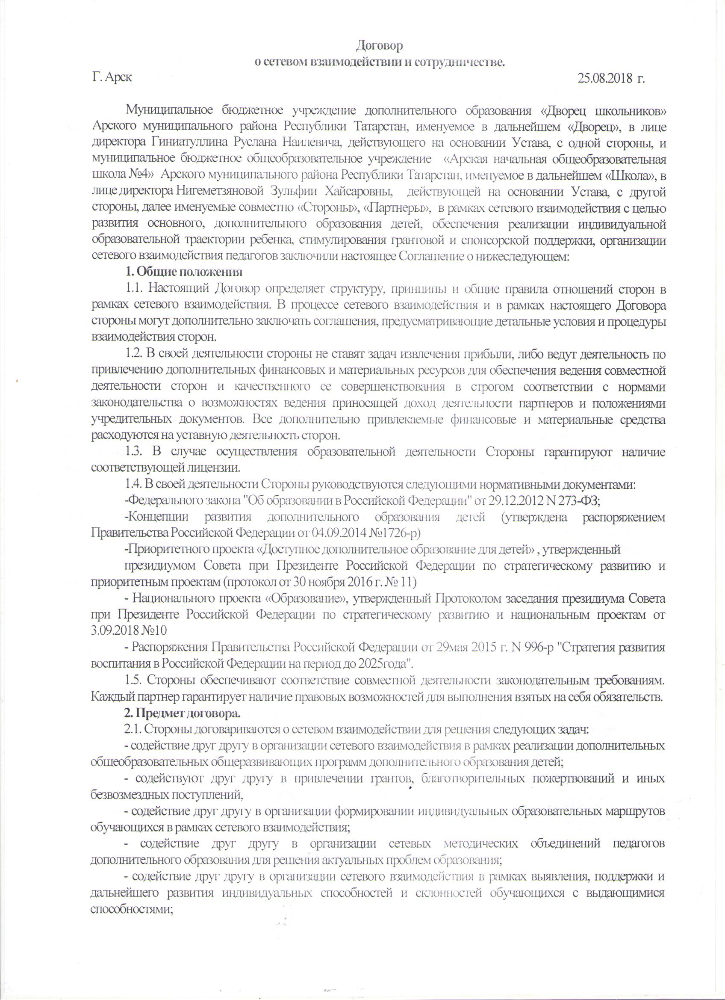 Договор
о сетевом взаимодействии и сотрудничестве.
Г. Арск 25.08.2018 г.
Муниципальное бюджетное учреждение дополнительного образования «Дворец школьников»
Арского муниципального района Республики Татарстан, именуемое в дальнейшем «Дворец», в лице
директора Гиниатуллина Руслана Наилевича, действующего на основании Устава, с одной стороны, и
муниципальное бюджетное общеобразовательное учреждение «Арская начальная общеобразовательная
школа №4» Арского муниципального района Республики Татарстан, именуемое в дальнейшем «Школа», в
лице директора Нигеметзяновой Зульфии Хайсаровны, действующей на основании Устава, с другой
стороны, далее именуемые совместно «Стороны», «Партнеры», в рамках сетевого взаимодействия с целью
развития основного, дополнительного образования детей, обеспечения реализации индивидуальной
образовательной траектории ребенка, стимулирования грантовой и спонсорской поддержки, организации
сетевого взаимодействия педагогов заключили настоящее Соглашение о нижеследующем:
1. Общие положения
1.1. Настоящий Договор определяет структуру, принципы и общие правила отношений сторон в
рамках сетевого взаимодействия. В процессе сетевого взаимодействия и в рамках настоящего Договора
стороны могут дополнительно заключать соглашения, предусматривающие детальные условия и процедуры
взаимодействия сторон.
1.2. В своей деятельности стороны не ставят задач извлечения прибыли, либо ведут деятельность по
привлечению дополнительных финансовых и материальных ресурсов для обеспечения ведения совместной
деятельности сторон и качественного ее совершенствования в строгом соответствии с нормами
законодательства о возможностях ведения приносящей доход деятельности партнеров и положениями
учредительных документов. Все дополнительно привлекаемые финансовые и материальные средства
расходуются на уставную деятельность сторон.
1.3. В случае осуществления образовательной деятельности Стороны гарантируют наличие
соответствующей лицензии.
1.4. В своей деятельности Стороны руководствуются следующими нормативными документами:
-Федерального закона "Об образовании в Российской Федерации" от 29.12.2012 N 273-ФЗ;
-Концепции развития дополнительного образования детей (утверждена распоряжением
Правительства Российской Федерации от 04.09.2014 №1726-р)
-Приоритетного проекта «Доступное дополнительное образование для детей» , утвержденный
президиумом Совета при Президенте Российской Федерации по стратегическому развитию и
приоритетным проектам (протокол от 30 ноября 2016 г. № 11)
- Национального проекта «Образование», утвержденный Протоколом заседания президиума Совета
при Президенте Российской Федерации по стратегическому развитию и национальным проектам от
3.09.2018 №10
- Распоряжения Правительства Российской Федерации от 29мая 2015 г. N 996-р "Стратегия развития
воспитания в Российской Федерации на период до 2025года".
1.5. Стороны обеспечивают соответствие совместной деятельности законодательным требованиям.
Каждый партнер гарантирует наличие правовых возможностей для выполнения взятых на себя обязательств.
2. Предмет договора.
2.1. Стороны договариваются о сетевом взаимодействии для решения следующих задач:
- содействие друг другу в организации сетевого взаимодействия в рамках реализации дополнительных
общеобразовательных общеразвивающих программ дополнительного образования детей;
- содействуют друг другу в привлечении грантов, благотворительных пожертвований и иных
безвозмездных поступлений,
- содействие друг другу в организации формировании индивидуальных образовательных маршрутов
обучающихся в рамках сетевого взаимодействия;
- содействие друг другу в организации сетевых методических объединений педагогов
дополнительного образования для решения актуальных проблем образования;
- содействие друг другу в организации сетевого взаимодействия в рамках выявления, поддержки и
дальнейшего развития индивидуальных способностей и склонностей обучающихся с выдающимися
способностями;